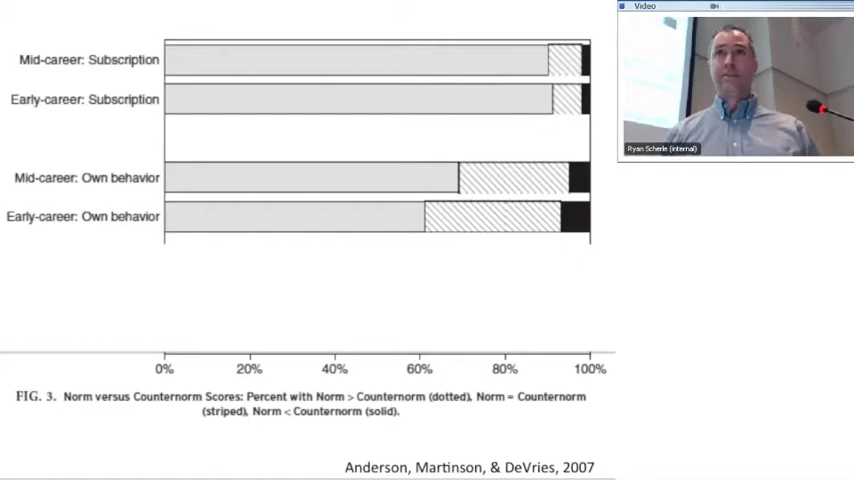 Video
Mid-career: Subscription
Early-career: Subscription
Mid-career: Own behavior
Early-career: Own behavior
0% 20% 40% 60% 80% 100%
FIG. 3. Norm versus Counternorm Scores: Percent with Norm > Counternorm (dotted), Norm = Counternorm
(striped), Norm < Counternorm (solid).
Anderson, Martinson, & DeVries, 2007
Ryan Scherle (internal)